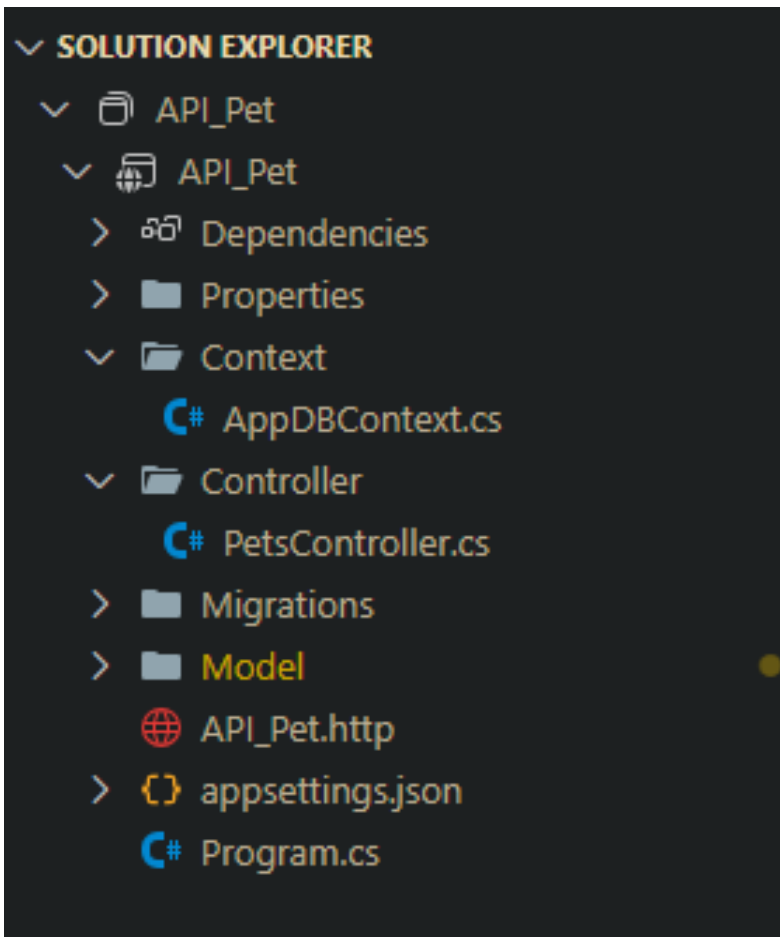 SOLUTION EXPLORER
API_Pet
API_Pet
Dependencies
Properties
Context
C# AppDBContext.cs
Controller
C# PetsController.cs
Migrations
Model
API_Pet.http
{} appsettings.json
C# Program.cs